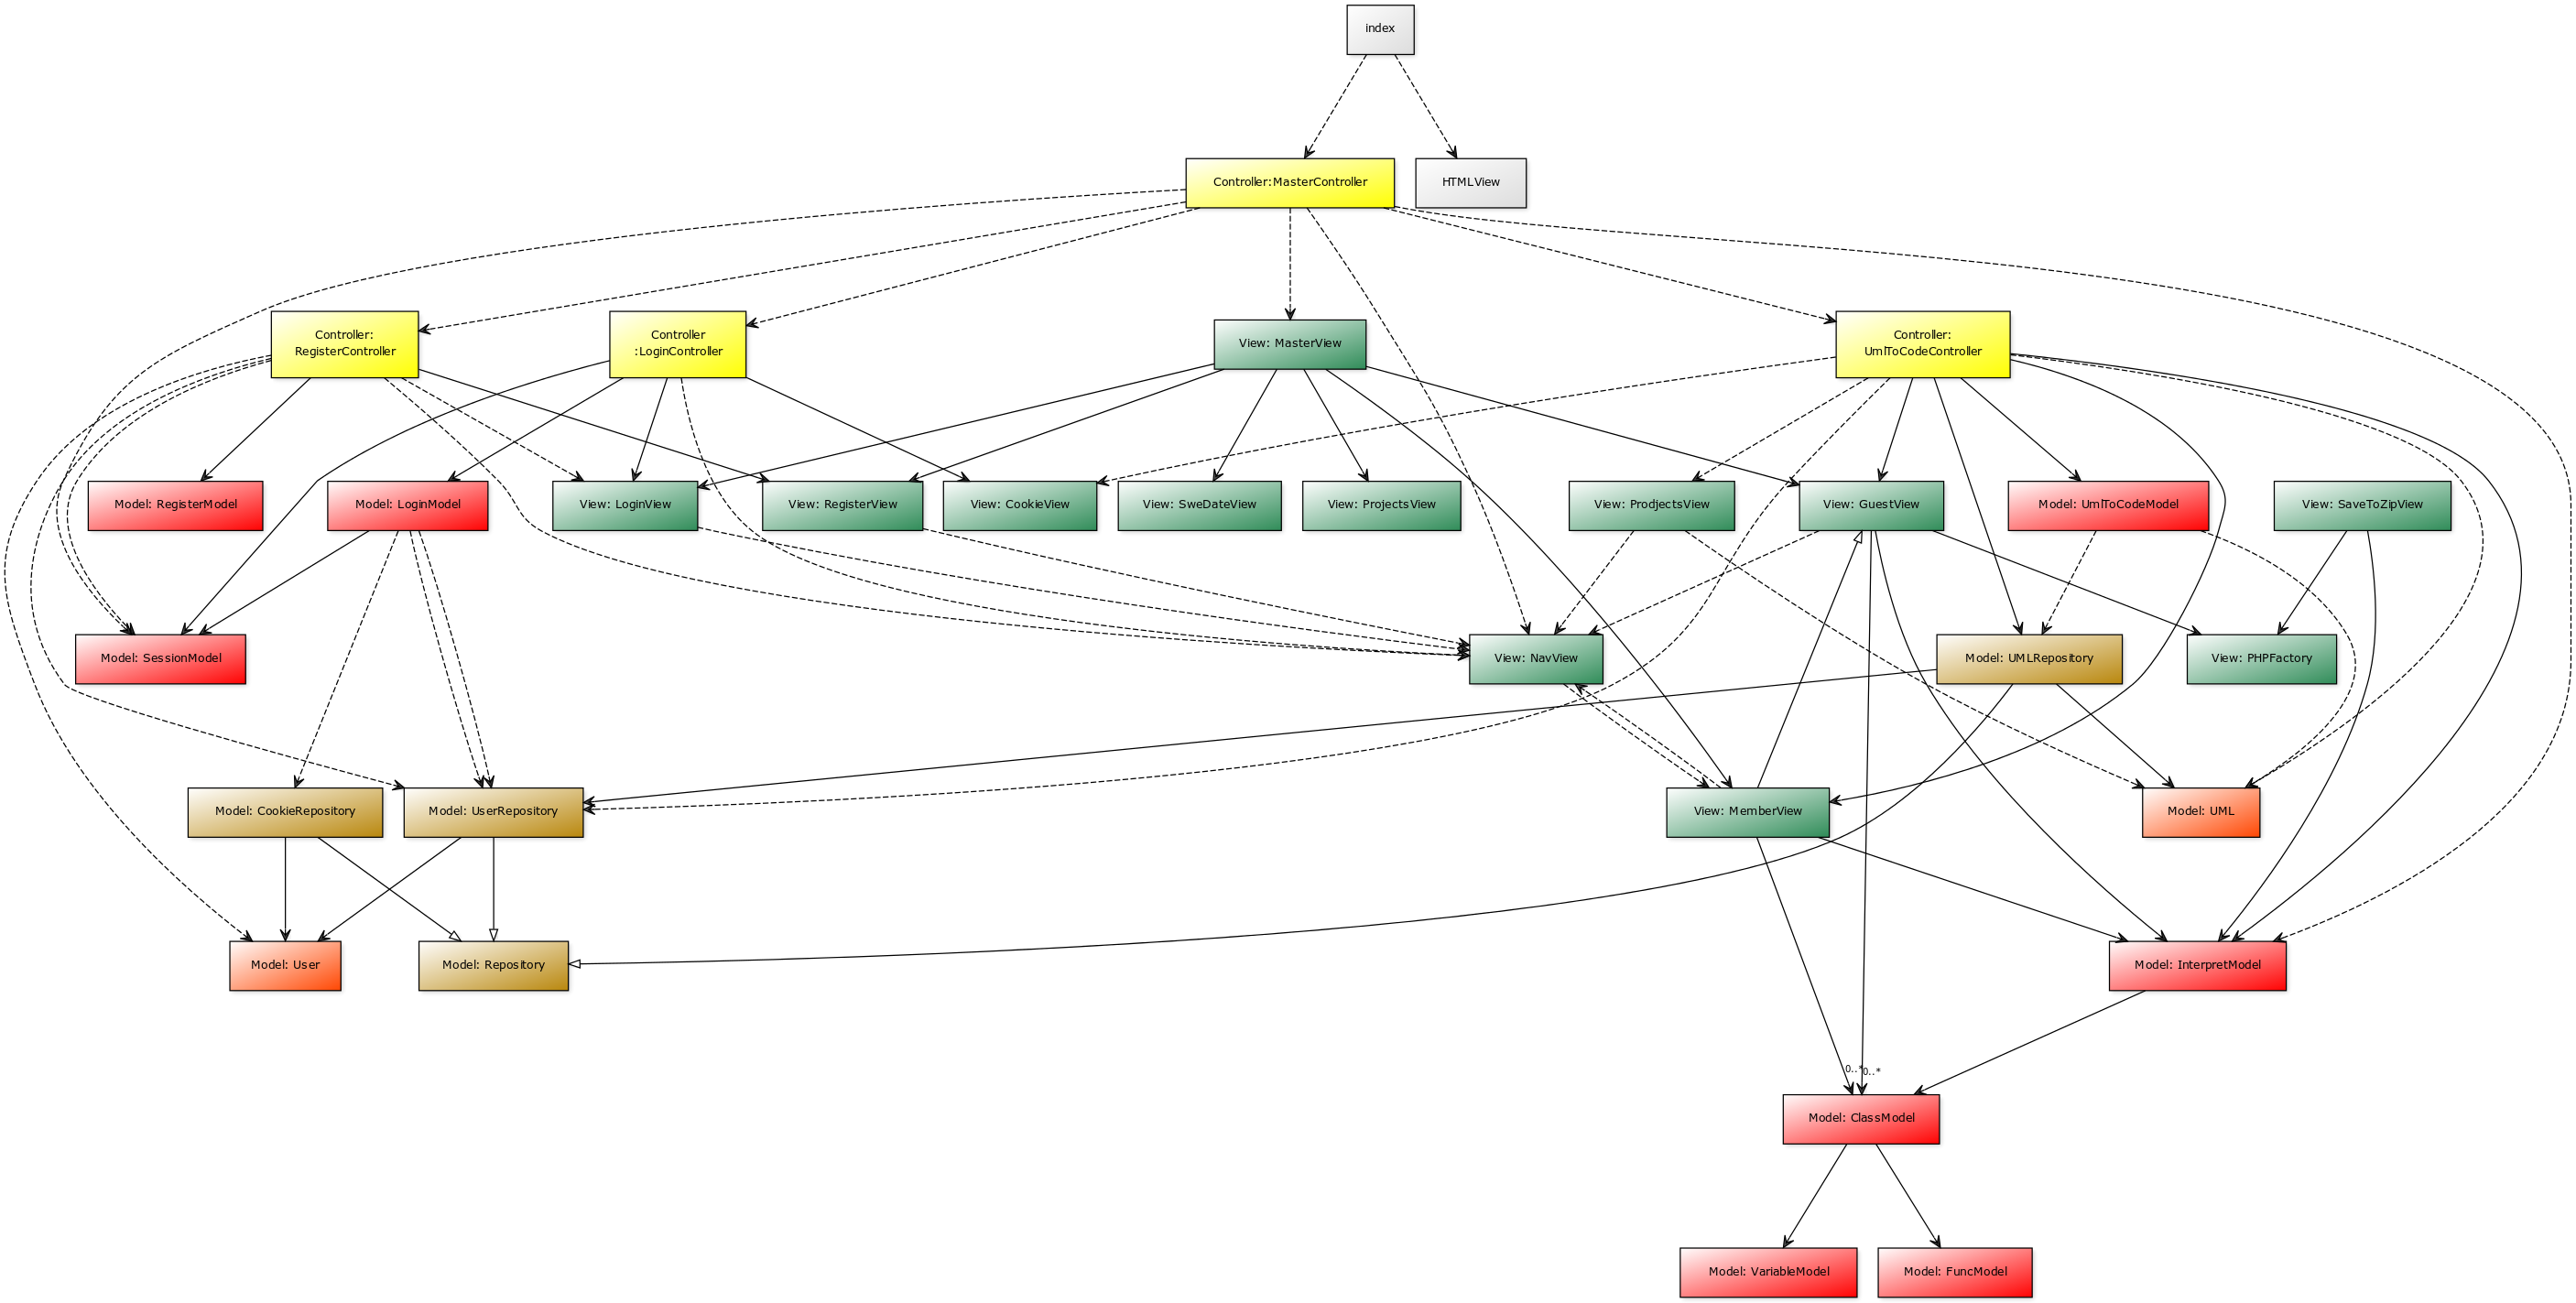 index
Controller:MasterController
HTMLView
Controller:
RegisterController
Controller
:LoginController
View: MasterView
Controller:
UmlToCodeController
Model: RegisterModel
Model: LoginModel
View: LoginView
View: RegisterView
View: CookieView
View: SweDateView
View: ProjectsView
View: ProdjectsView
View: GuestView
Model: UmlToCodeModel
View: SaveToZipView
Model: SessionModel
View: NavView
Model: UMLRepository
View: PHPFactory
Model: CookieRepository
Model: UserRepository
View: MemberView
Model: UML
Model: User
Model: Repository
Model: InterpretModel
0..*
0..*
Model: ClassModel
Model: VariableModel
Model: FuncModel